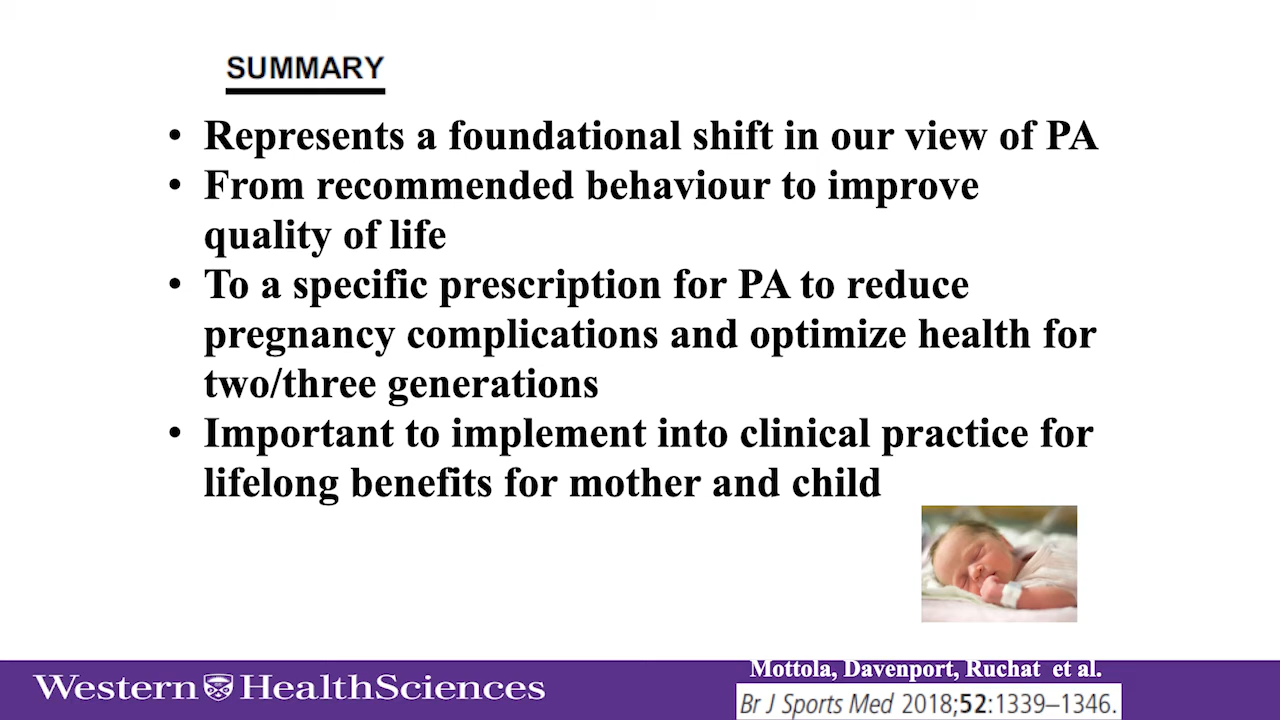 SUMMARY
• Represents a foundational shift in our view of PA
• From recommended behaviour to improve
quality of life
• To a specific prescription for PA to reduce
pregnancy complications and optimize health for
two/three generations
• Important to implement into clinical practice for
lifelong benefits for mother and child
Mottola, Davenport, Ruchat et al.
Western HealthSciences
Br J Sports Med 2018;52:1339–1346.